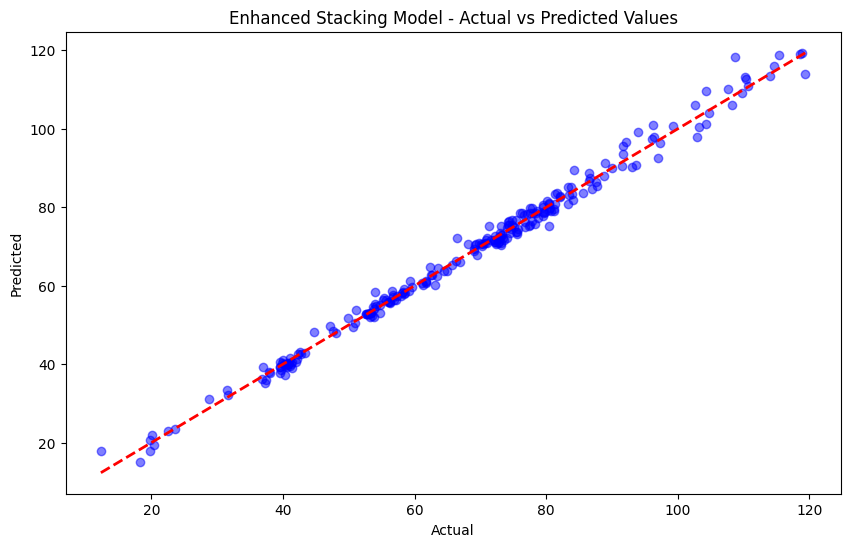 Enhanced Stacking Model - Actual vs Predicted Values
120
100
80
60
40
20
Predicted
20 40 60 80 100 120
Actual